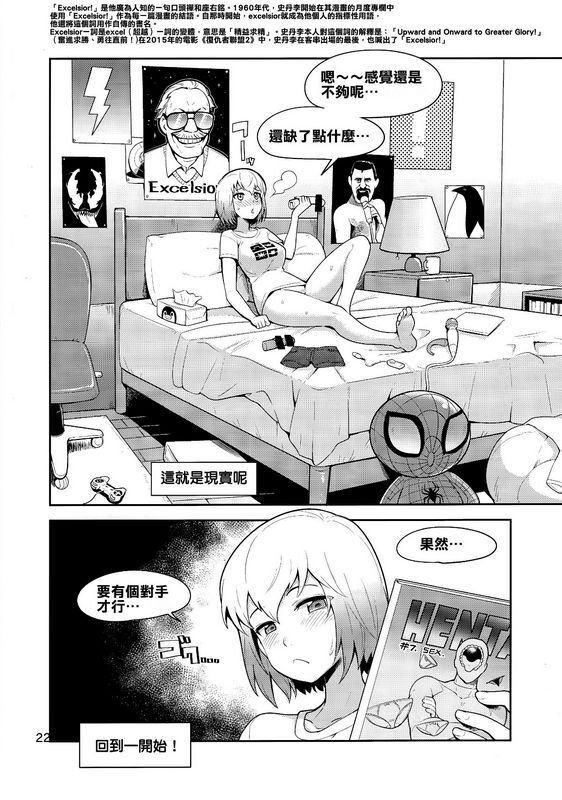 「Excelsior!」是他廣為人知的一句口頭禪和座右銘。1960年代，史丹李開始在其漫畫的月度專欄中
使用「Excelsior!」作為每一篇漫畫的結語。自那時開始，excelsior就成為他個人的指標性用語，
他還將這個詞用作自傳的書名。
Excelsior一詞是excel（超越）一詞的變體，意思是「精益求精」。史丹李本人對這個詞的解釋是：「Upward and Onward to Greater Glory!」
（奮進求勝、勇往直前！)在2015年的電影《復仇者聯盟2》中，史丹李在客串出場的最後，也喊出了「Excelsior!」
嗯～～感覺還是
不夠呢…
還缺了點什麼…
Excelsior
這就是現實呢
果然…
要有個對手
才行…
HENTA
#7. SEX.
回到一開始！
22